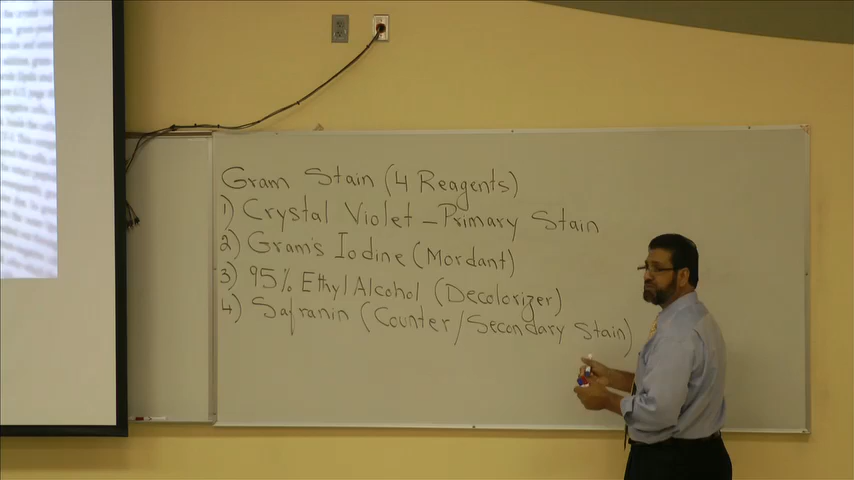 Gram Stain (4 Reagents)
1) Crystal Violet - Primary Stain
2) Gram's Iodine (Mordant)
3) 95% Ethyl Alcohol (Decolorizer)
4) Safranin (Counter/Secondary Stain)